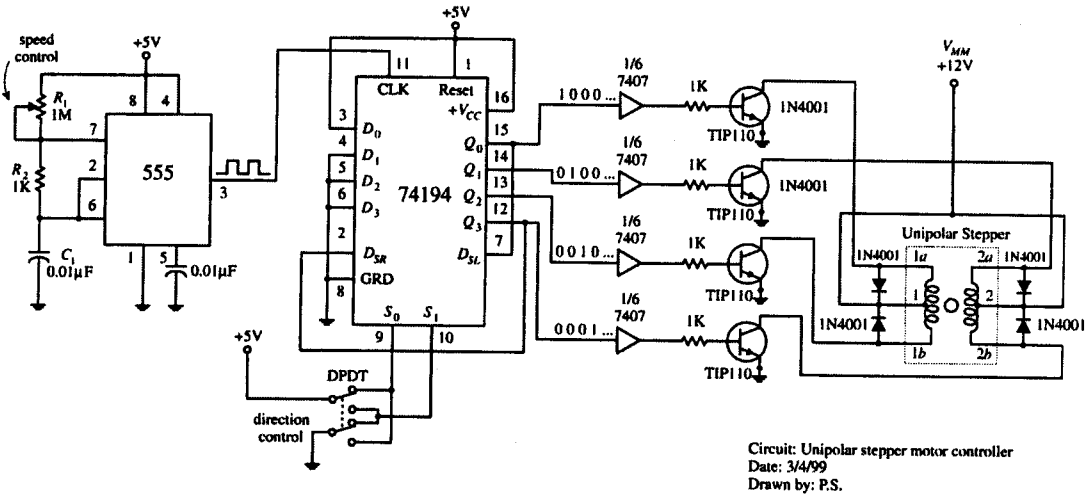 speed
control
+5V
R1
1M
R2
1K
C1
0.01µF
8
4
7
2
6
555
3
1
5
0.01µF
+5V
11
1
CLK
Reset
+VCC
16
3
D0
4
D1
5
D2
6
D3
2
DSR
GRD
8
74194
15
Q0
14
Q1
13
Q2
12
Q3
7
DSL
S0
S1
9
10
+5V
DPDT
direction
control
1000...
1/6
7407
1K
TIP110
1N4001
0100...
1/6
7407
1K
TIP110
1N4001
0010...
1/6
7407
1K
TIP110
0001...
1/6
7407
1K
TIP110
VMM
+12V
Unipolar Stepper
1N4001
1a
2a
1N4001
1
2
1N4001
1N4001
1b
2b
Circuit: Unipolar stepper motor controller
Date: 3/4/99
Drawn by: P.S.